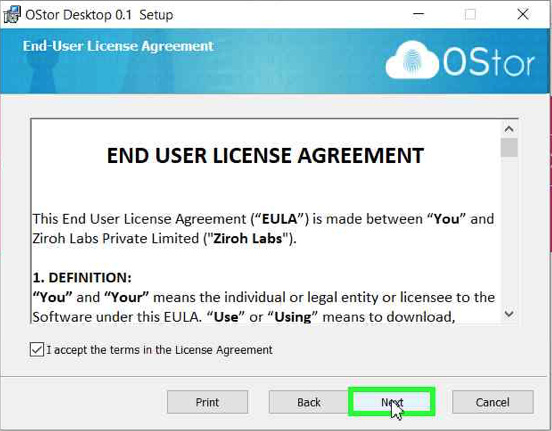 OStor Desktop 0.1 Setup
End-User License Agreement
OStor
END USER LICENSE AGREEMENT
This End User License Agreement (“EULA”) is made between “You” and
Ziroh Labs Private Limited ("Ziroh Labs").
1. DEFINITION:
“You” and “Your” means the individual or legal entity or licensee to the
Software under this EULA. “Use” or “Using” means to download,
I accept the terms in the License Agreement
Print Back Next Cancel